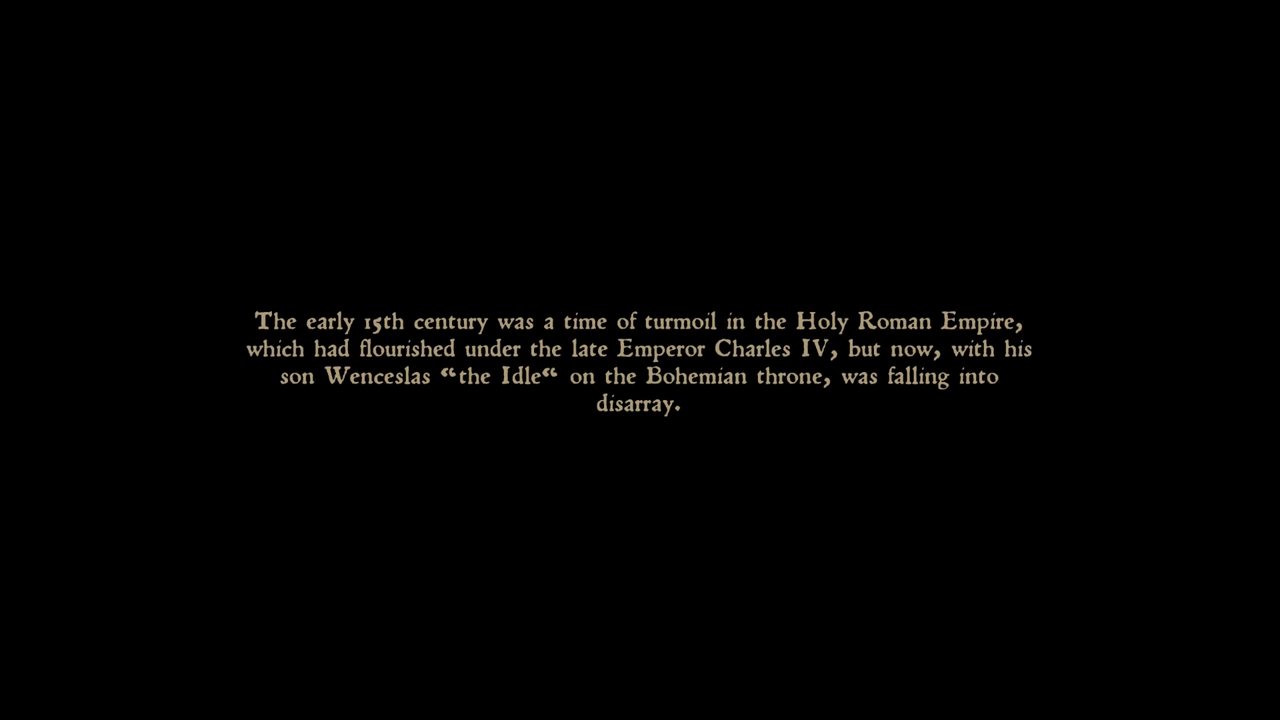 The early 15th century was a time of turmoil in the Holy Roman Empire,
which had flourished under the late Emperor Charles IV, but now, with his
son Wenceslas “the Idle“ on the Bohemian throne, was falling into
disarray.